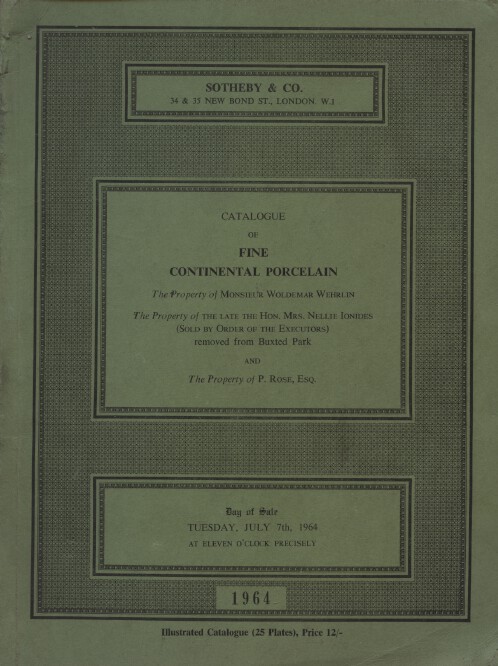 SOTHEBY & CO.
34 & 35 NEW BOND ST., LONDON. W.1
CATALOGUE
OF
FINE
CONTINENTAL PORCELAIN
The Property of MONSIEUR WOLDEMAR WEHRLIN
The Property of THE LATE THE HON. MRS. NELLIE IONIDES
(SOLD BY ORDER OF THE EXECUTORS)
removed from Buxted Park
AND
The Property of P. ROSE, ESQ.
Day of Sale
TUESDAY, JULY 7th, 1964
AT ELEVEN O'CLOCK PRECISELY
1964
Illustrated Catalogue (25 Plates), Price 12/-